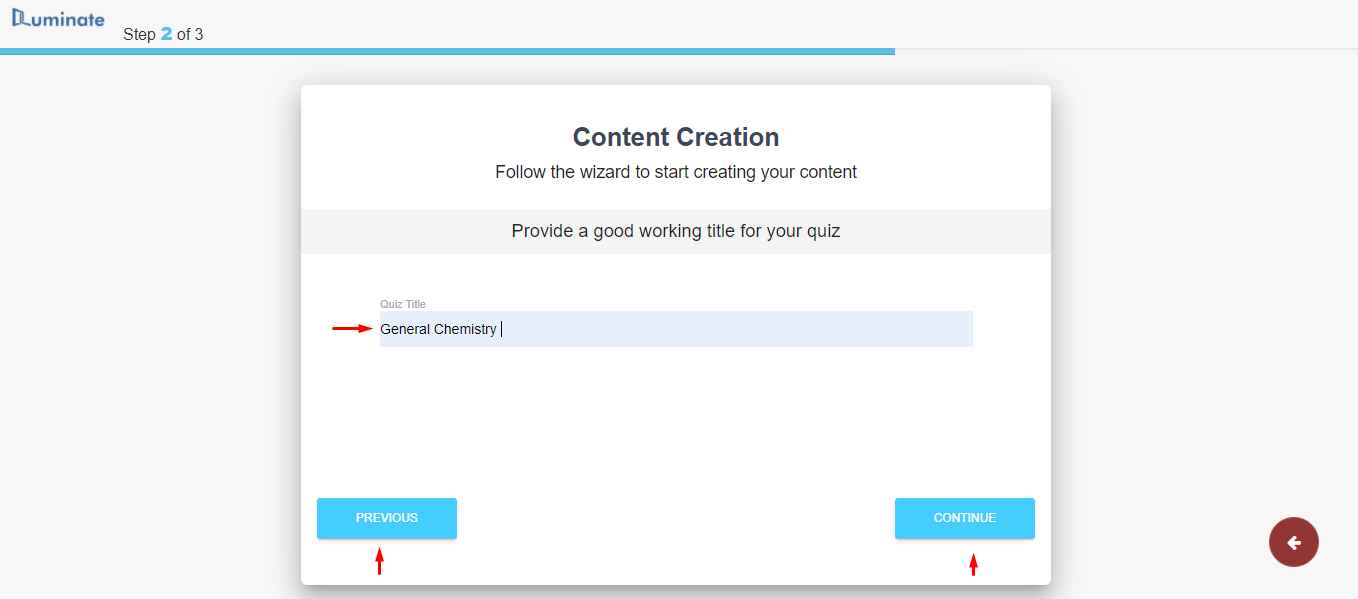 iLuminate
Step 2 of 3
Content Creation
Follow the wizard to start creating your content
Provide a good working title for your quiz
Quiz Title
General Chemistry
PREVIOUS
CONTINUE